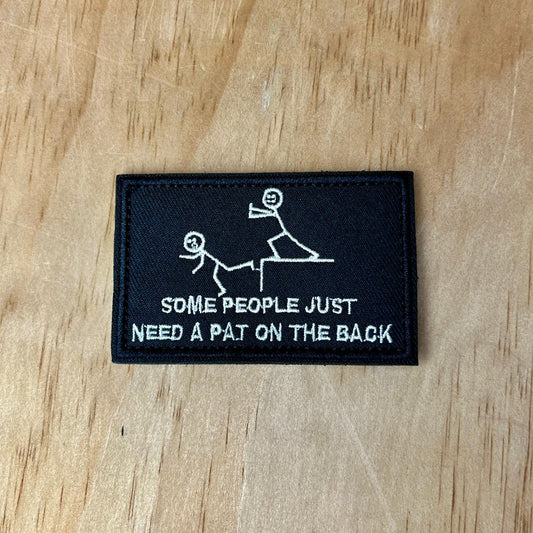 SOME PEOPLE JUST
NEED A PAT ON THE BACK